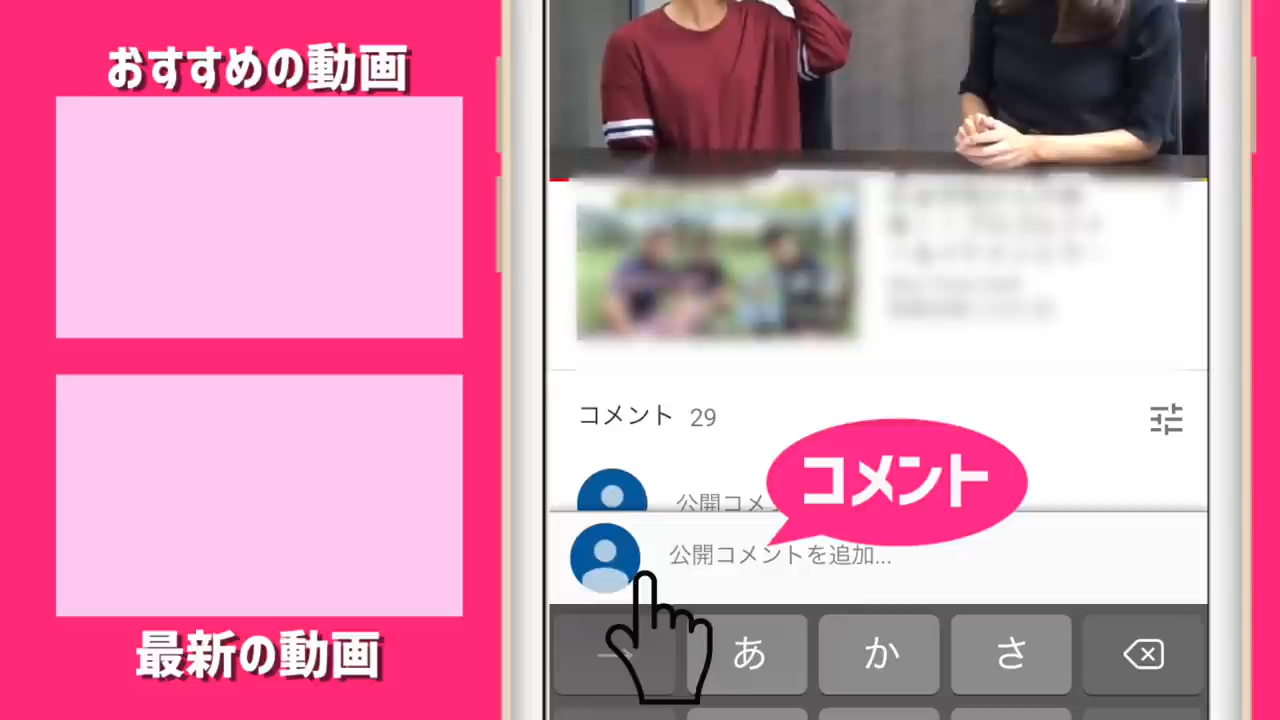 おすすめの動画
最新の動画
コメント 29
コメント
公開コメ
公開コメントを追加...
→
あ
か
さ